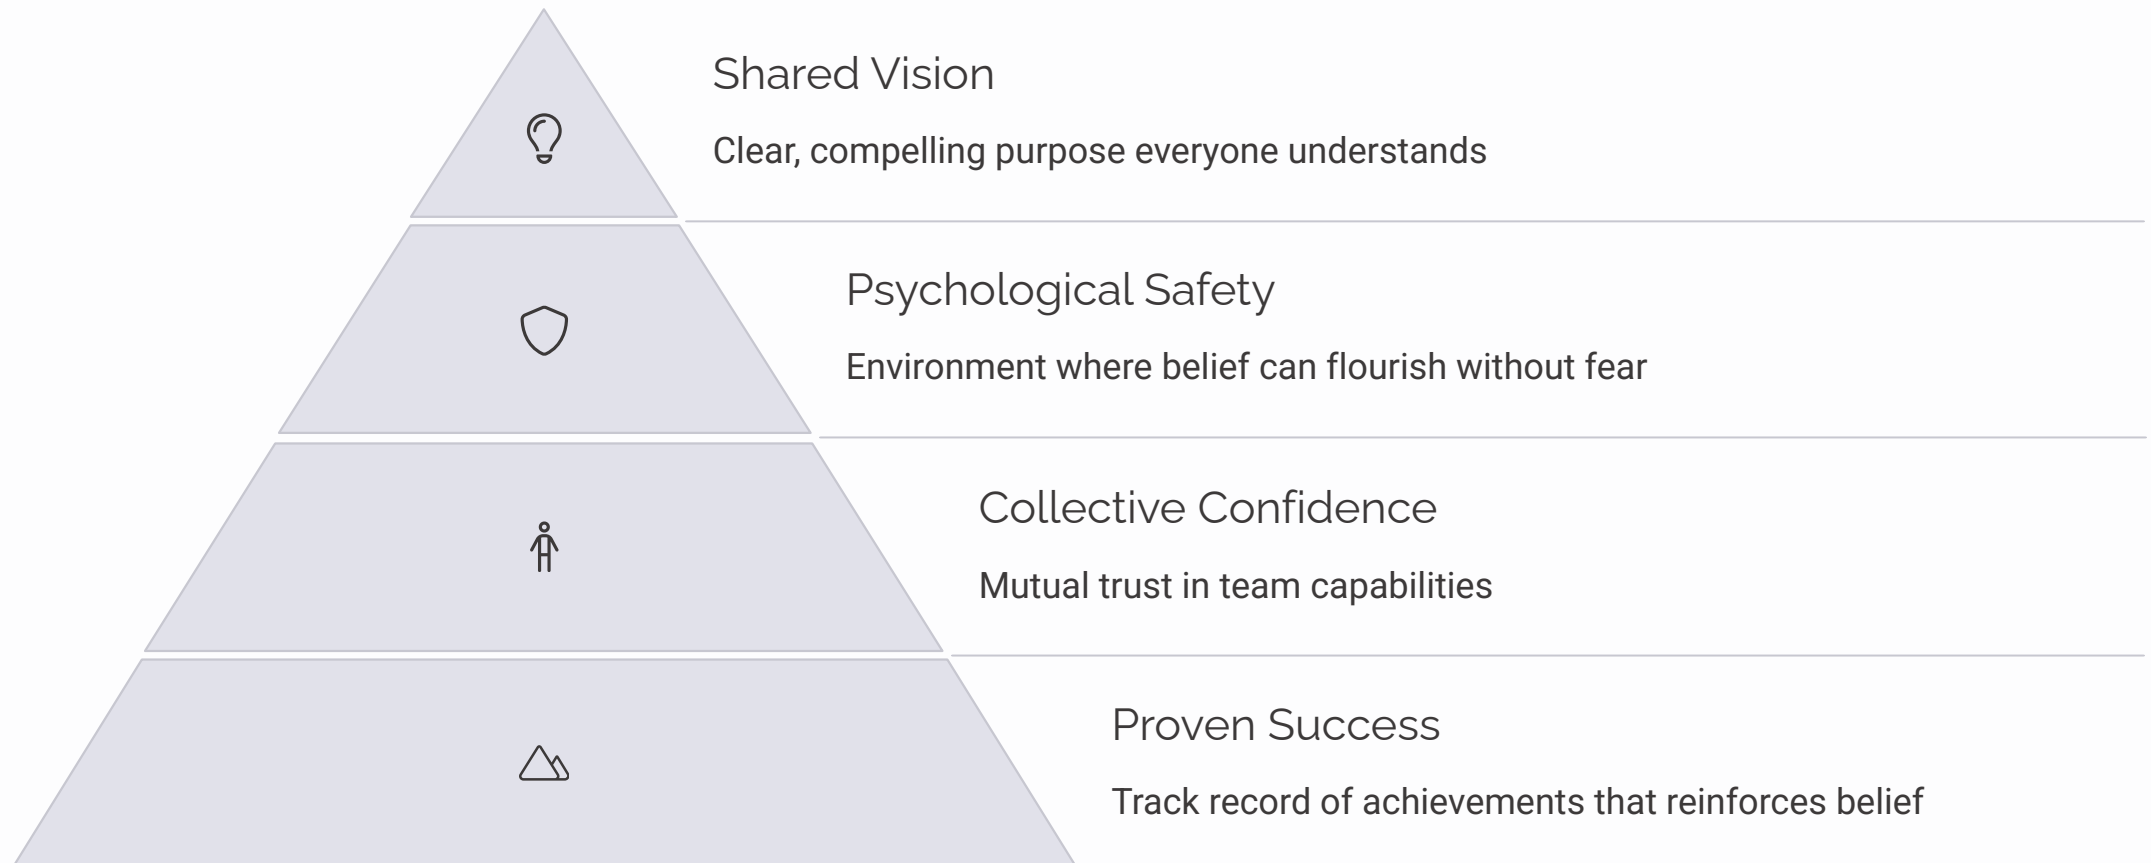 Shared Vision
Clear, compelling purpose everyone understands
Psychological Safety
Environment where belief can flourish without fear
Collective Confidence
Mutual trust in team capabilities
Proven Success
Track record of achievements that reinforces belief